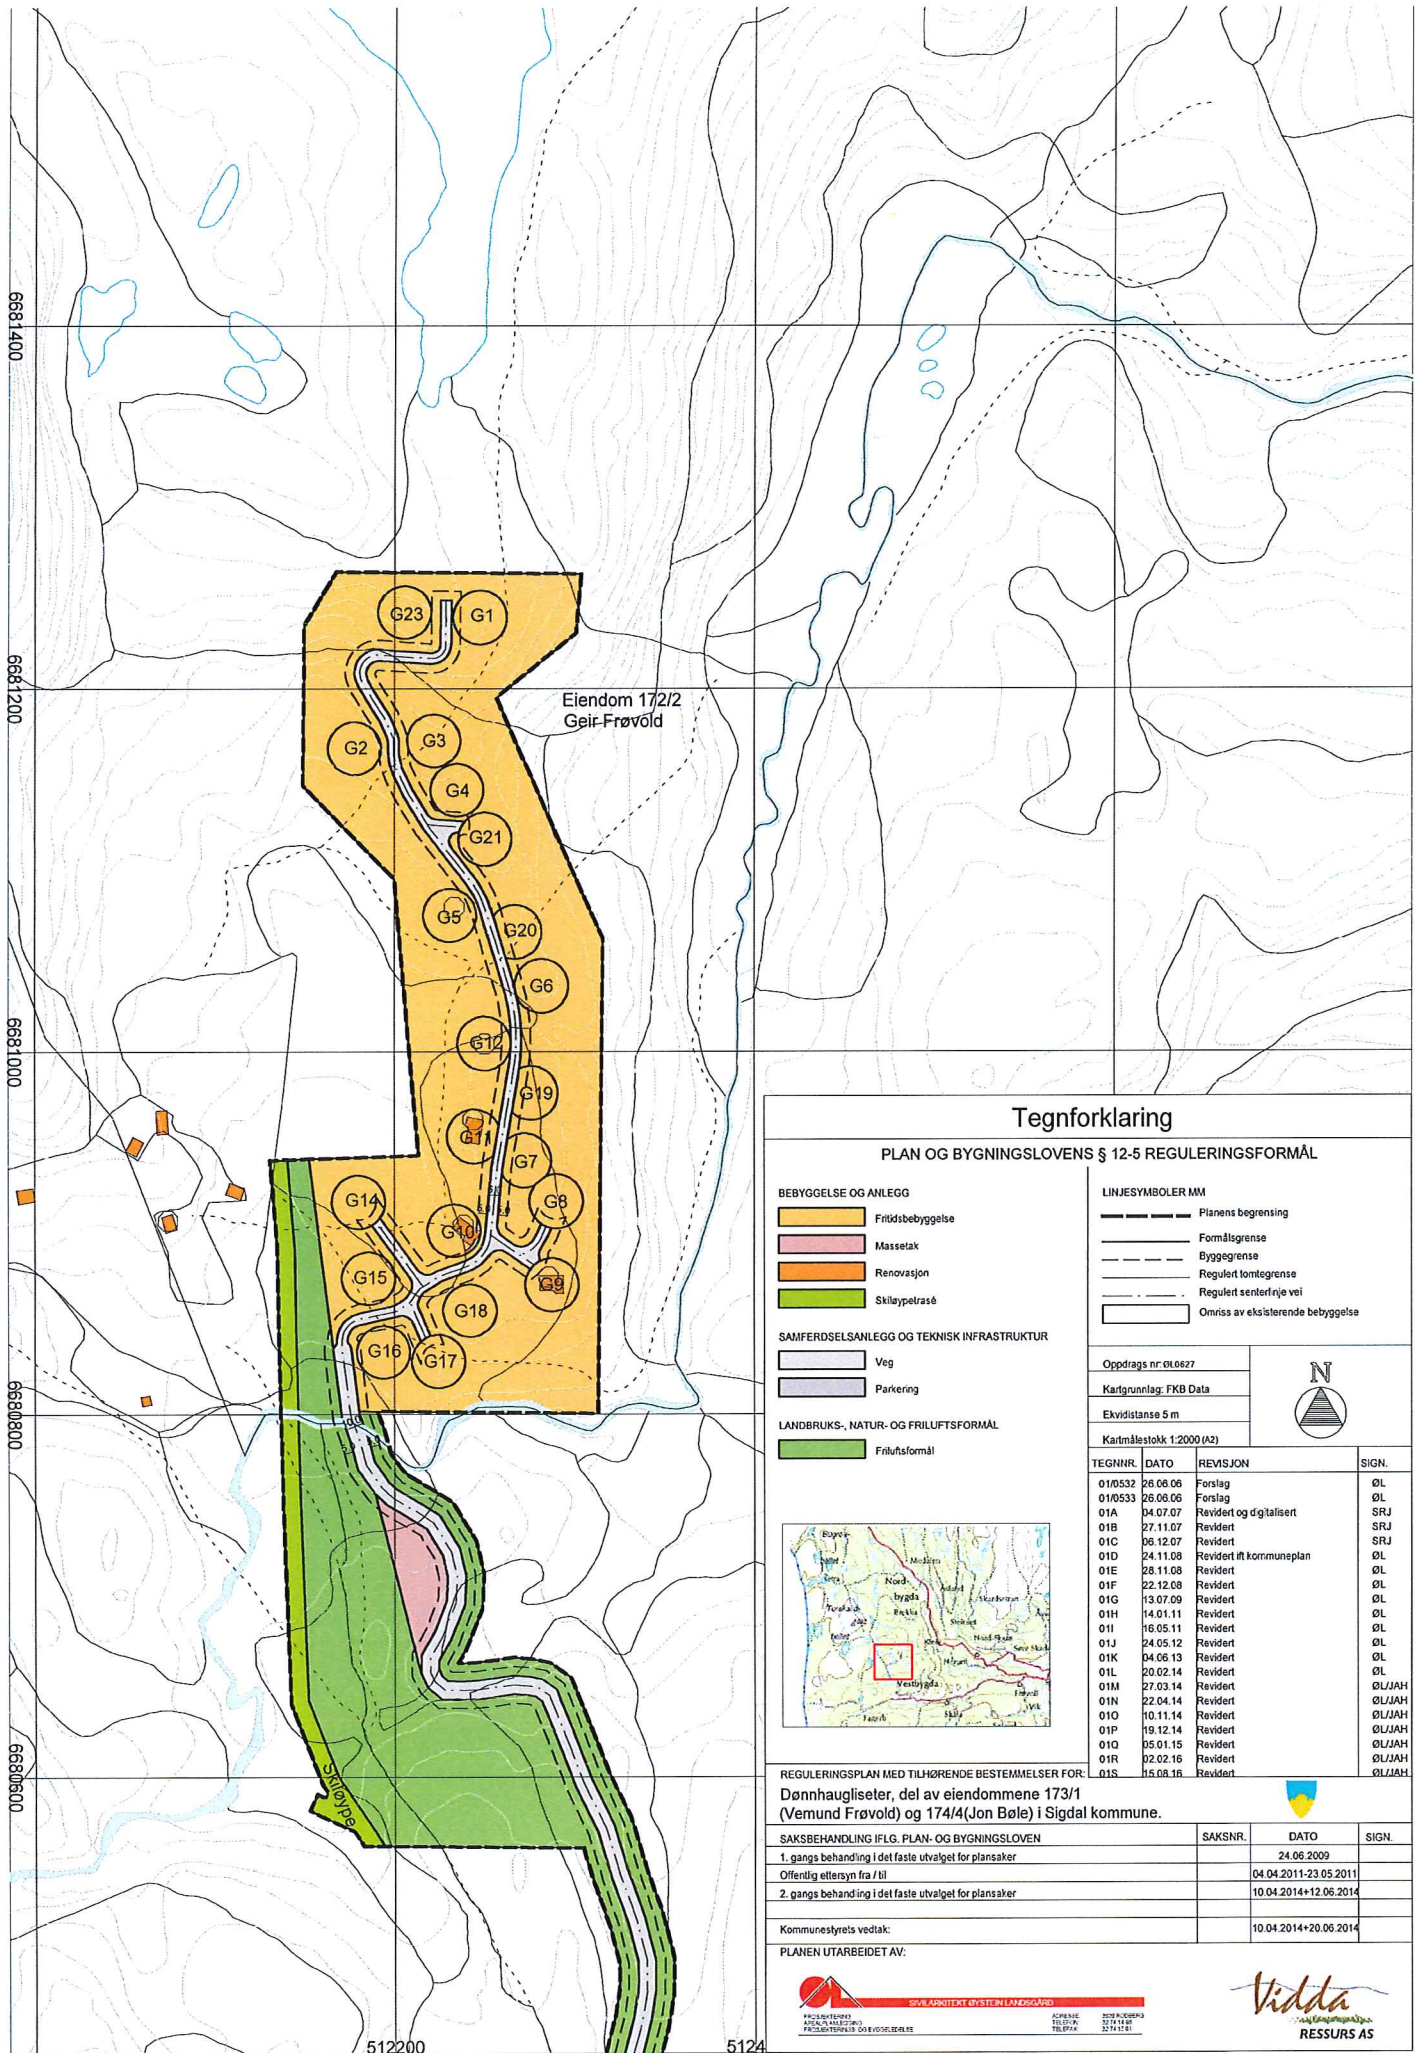 6681400
6681200
6681000
6680800
6680600
512200
5124
G23
G1
Eiendom 172/2
Geir Frøvold
G2
G3
G4
G21
G5
G20
G6
G12
G19
G11
G7
G14
G8
G10
G15
G9
G18
G16
G17
Skiløype
Tegnforklaring
PLAN OG BYGNINGSLOVENS § 12-5 REGULERINGSFORMÅL
BEBYGGELSE OG ANLEGG
Fritidsbebyggelse
Massetak
Renovasjon
Skiløypetrasé
SAMFERDSELSANLEGG OG TEKNISK INFRASTRUKTUR
Veg
Parkering
LANDBRUKS-, NATUR- OG FRILUFTSFORMÅL
Friluftsformål
LINJESYMBOLER MM
Planens begrensing
Formålsgrense
Byggegrense
Regulert tomtegrense
Regulert senterlinje vei
Omriss av eksisterende bebyggelse
Oppdrags nr: ØL0627
Kartgrunnlag: FKB Data
Ekvidistanse 5 m
Kartmålestokk 1:2000 (A2)
N
TEGNNR. DATO REVISJON SIGN.
01/0532 26.06.06 Forslag ØL
01/0533 26.06.06 Forslag ØL
01A 04.07.07 Revidert og digitalisert SRJ
01B 27.11.07 Revidert SRJ
01C 06.12.07 Revidert SRJ
01D 24.11.08 Revidert ift kommuneplan ØL
01E 28.11.08 Revidert ØL
01F 22.12.08 Revidert ØL
01G 13.07.09 Revidert ØL
01H 14.01.11 Revidert ØL
01I 16.05.11 Revidert ØL
01J 24.05.12 Revidert ØL
01K 04.06.13 Revidert ØL
01L 20.02.14 Revidert ØL
01M 27.03.14 Revidert ØL/JAH
01N 22.04.14 Revidert ØL/JAH
01O 10.11.14 Revidert ØL/JAH
01P 19.12.14 Revidert ØL/JAH
01Q 05.01.15 Revidert ØL/JAH
01R 02.02.16 Revidert ØL/JAH
01S 15.08.16 Revidert ØL/JAH
Nord-
bygda
Vestbygda
REGULERINGSPLAN MED TILHØRENDE BESTEMMELSER FOR:
Dønnhaugliseter, del av eiendommene 173/1
(Vemund Frøvold) og 174/4(Jon Bøle) i Sigdal kommune.
SAKSBEHANDLING IFLG. PLAN- OG BYGNINGSLOVEN SAKSNR. DATO SIGN.
1. gangs behandling i det faste utvalget for plansaker 24.06.2009
Offentlig ettersyn fra / til 04.04.2011-23.05.2011
2. gangs behandling i det faste utvalget for plansaker 10.04.2014+12.06.2014
Kommunestyrets vedtak: 10.04.2014+20.06.2014
PLANEN UTARBEIDET AV:
SIVILARKITEKT ØYSTEIN LANDSGÅRD
PROSJEKTERING
AREALPLANLEGGING
PROSJEKTERINGS OG BYGGELEDELSE
ADRESSE
TELEFON
TELEFAX
Vidda
RESSURS AS